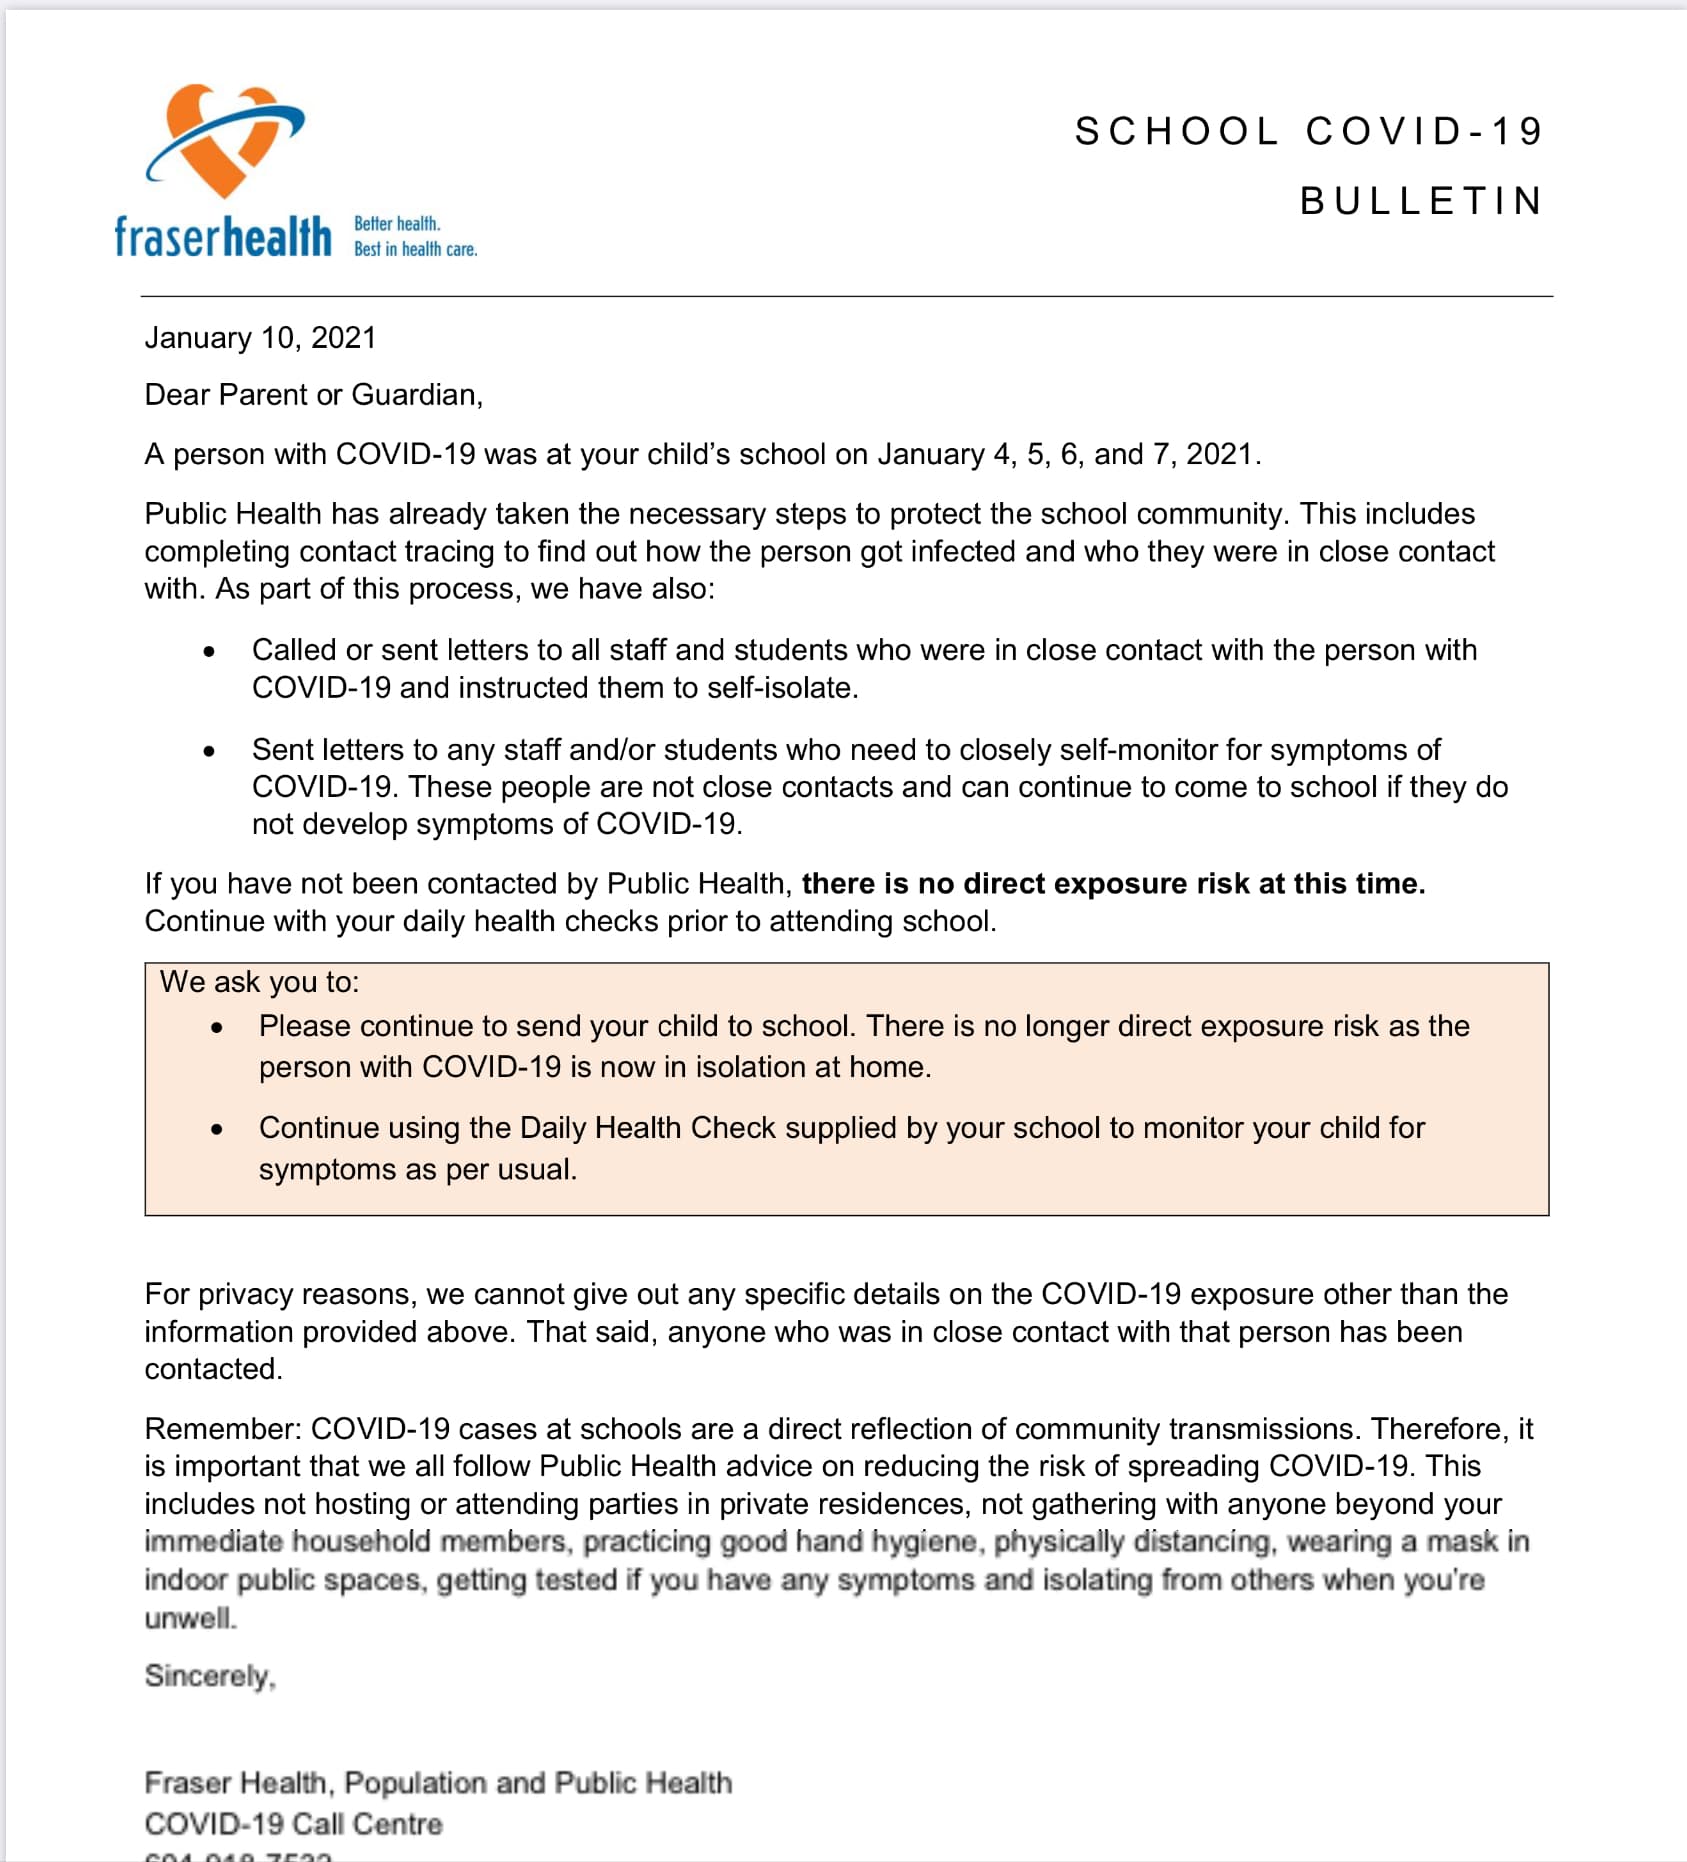 SCHOOL COVID-19
BULLETIN
fraserhealth
Better health.
Best in health care.
January 10, 2021
Dear Parent or Guardian,
A person with COVID-19 was at your child’s school on January 4, 5, 6, and 7, 2021.
Public Health has already taken the necessary steps to protect the school community. This includes
completing contact tracing to find out how the person got infected and who they were in close contact
with. As part of this process, we have also:
• Called or sent letters to all staff and students who were in close contact with the person with
COVID-19 and instructed them to self-isolate.
• Sent letters to any staff and/or students who need to closely self-monitor for symptoms of
COVID-19. These people are not close contacts and can continue to come to school if they do
not develop symptoms of COVID-19.
If you have not been contacted by Public Health, there is no direct exposure risk at this time.
Continue with your daily health checks prior to attending school.
We ask you to:
• Please continue to send your child to school. There is no longer direct exposure risk as the
person with COVID-19 is now in isolation at home.
• Continue using the Daily Health Check supplied by your school to monitor your child for
symptoms as per usual.
For privacy reasons, we cannot give out any specific details on the COVID-19 exposure other than the
information provided above. That said, anyone who was in close contact with that person has been
contacted.
Remember: COVID-19 cases at schools are a direct reflection of community transmissions. Therefore, it
is important that we all follow Public Health advice on reducing the risk of spreading COVID-19. This
includes not hosting or attending parties in private residences, not gathering with anyone beyond your
immediate household members, practicing good hand hygiene, physically distancing, wearing a mask in
indoor public spaces, getting tested if you have any symptoms and isolating from others when you're
unwell.
Sincerely,
Fraser Health, Population and Public Health
COVID-19 Call Centre